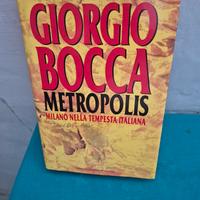 GIORGIO
BOCCA
METROPOLIS
MILANO NELLA TEMPESTA ITALIANA